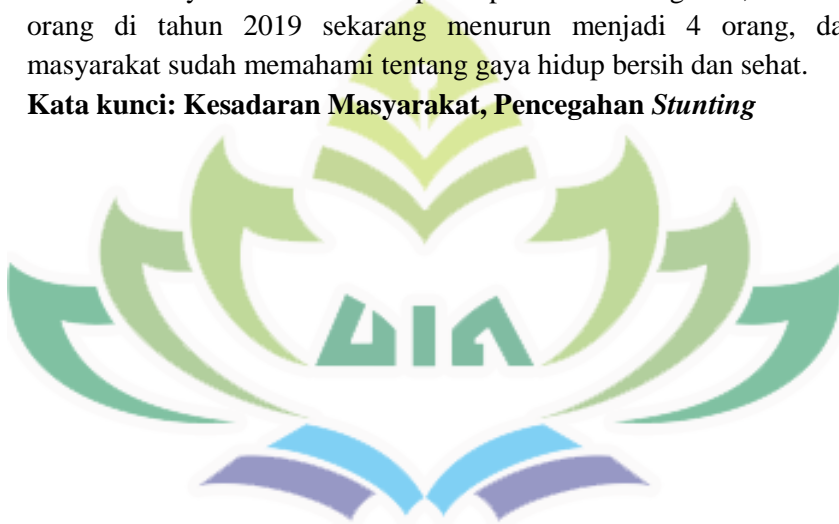 orang di tahun 2019 sekarang menurun menjadi 4 orang,
masyarakat sudah memahami tentang gaya hidup bersih dan sehat.
Kata kunci: Kesadaran Masyarakat, Pencegahan Stunting
UIN